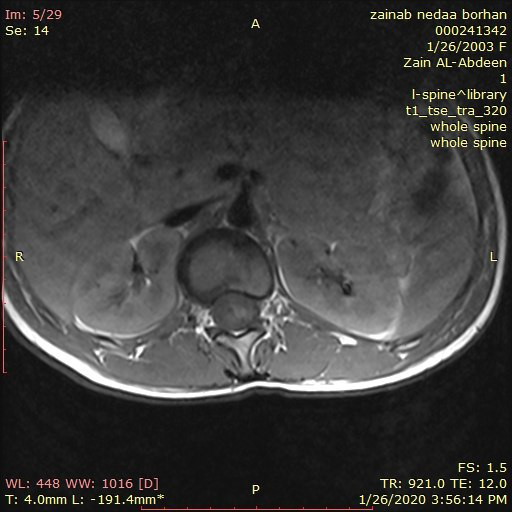 Im: 5/29
Se: 14
A
zainab nedaa borhan
000241342
1/26/2003 F
Zain AL-Abdeen
1
l-spine^library
t1_tse_tra_320
whole spine
whole spine
R
L
WL: 448 WW: 1016 [D]
T: 4.0mm L: -191.4mm*
P
FS: 1.5
TR: 921.0 TE: 12.0
1/26/2020 3:56:14 PM